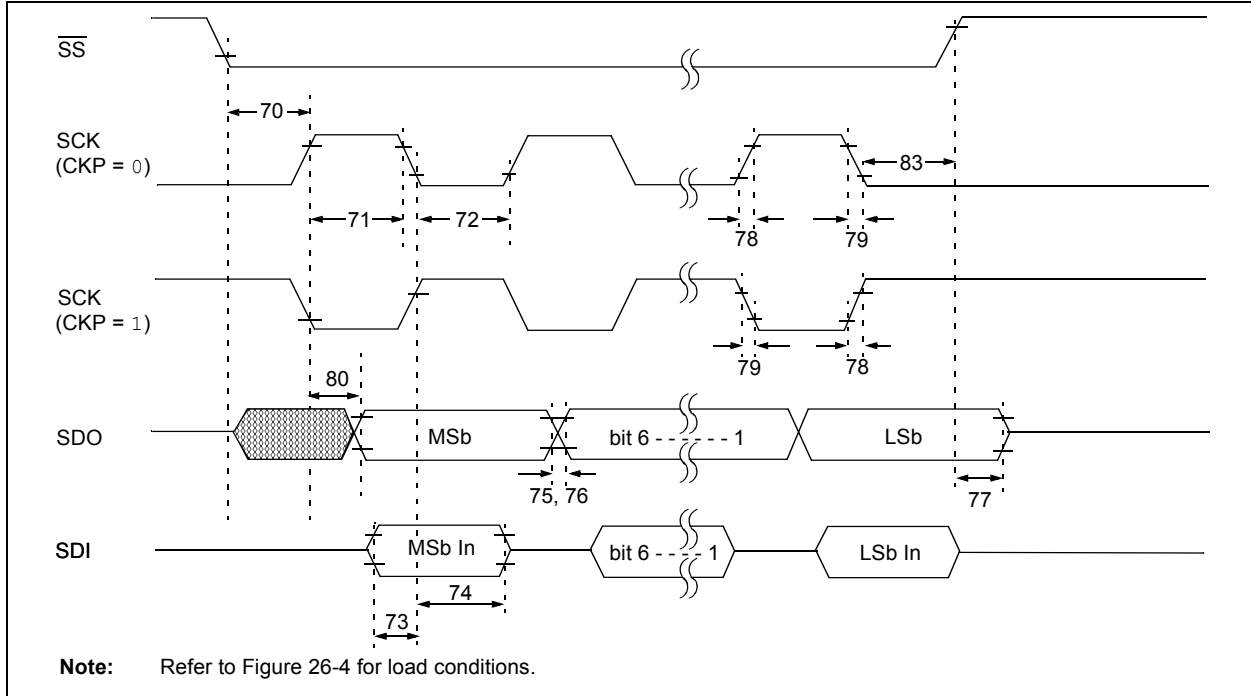 SS
70
SCK
(CKP = 0)
83
71
72
78
79
SCK
(CKP = 1)
79
78
80
SDO
MSb
bit 6 - - - - - - 1
LSb
75, 76
77
SDI
MSb In
bit 6 - - - - 1
LSb In
74
73
Note: Refer to Figure 26-4 for load conditions.